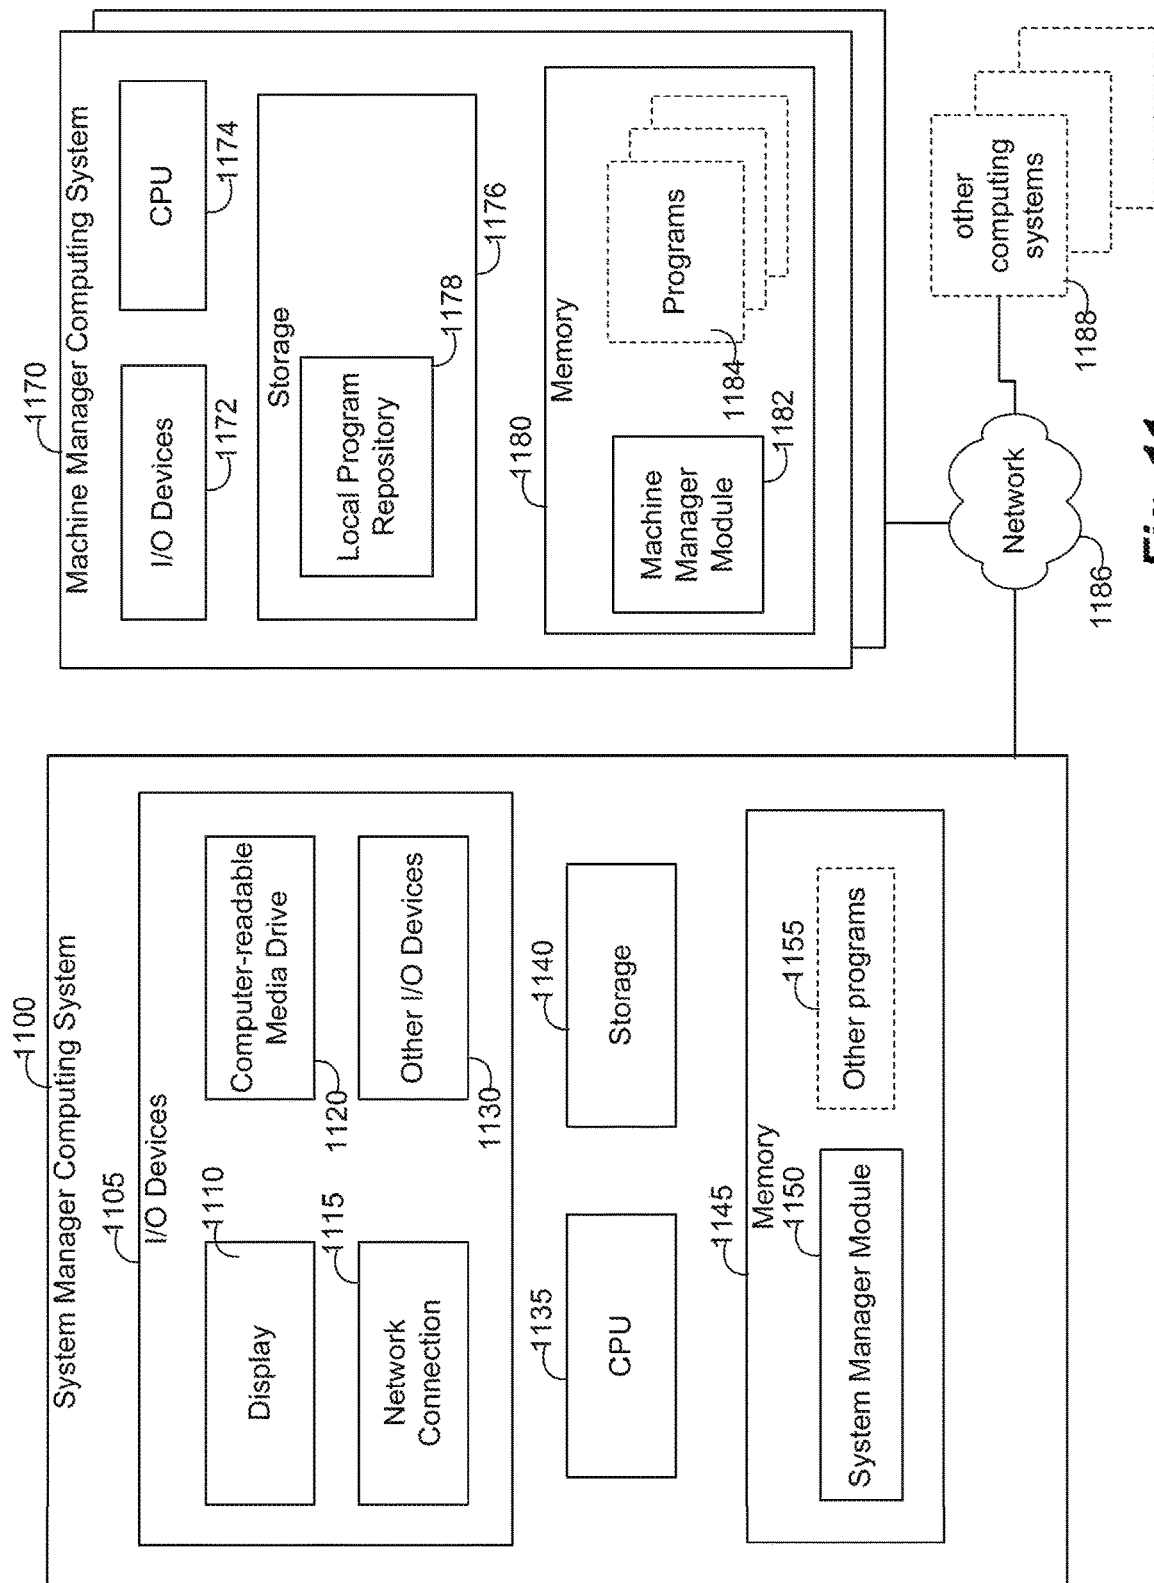 1100
System Manager Computing System
1105
I/O Devices
1110
Display
Computer-readable
Media Drive
1120
1115
Network
Connection
Other I/O Devices
1130
1135
CPU
1140
Storage
1145
Memory
1150
System Manager Module
1155
Other programs
1170
Machine Manager Computing System
I/O Devices
1172
CPU
1174
Storage
Local Program
Repository
1178
1176
1180
Memory
Machine
Manager
Module
1182
Programs
1184
Network
1186
other
computing
systems
1188